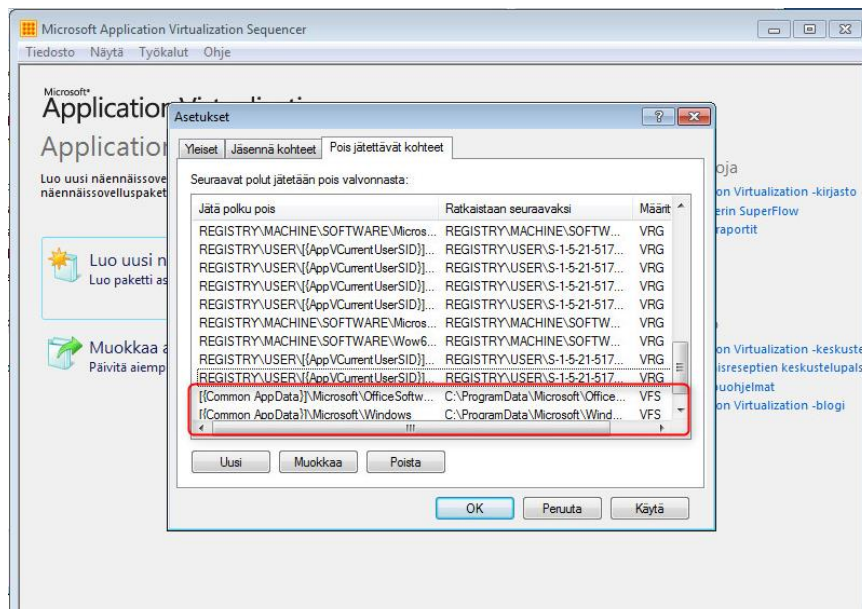 Microsoft Application Virtualization Sequencer
Tiedosto Näytä Työkalut Ohje
Microsoft
Application
Application
Luo uusi näennäissove
näennäissovelluspaket
Luo uusi n
Luo paketti as
Muokkaa a
Päivitä aiemp
oja
on Virtualization -kirjasto
erin SuperFlow
raportit
on Virtualization -keskuste
isreseptien keskustelupals
uohjelmat
on Virtualization -blogi
Asetukset
Yleiset Jäsennä kohteet Pois jätettävät kohteet
Seuraavat polut jätetään pois valvonnasta:
Jätä polku pois Ratkaistaan seuraavaksi Määrit
REGISTRY\MACHINE\SOFTWARE\Micros... REGISTRY\MACHINE\SOFTW... VRG
REGISTRY\USER\[{AppVCurrentUserSID}]... REGISTRY\USER\S-1-5-21-517... VRG
REGISTRY\USER\[{AppVCurrentUserSID}]... REGISTRY\USER\S-1-5-21-517... VRG
REGISTRY\USER\[{AppVCurrentUserSID}]... REGISTRY\USER\S-1-5-21-517... VRG
REGISTRY\USER\[{AppVCurrentUserSID}]... REGISTRY\USER\S-1-5-21-517... VRG
REGISTRY\MACHINE\SOFTWARE\Micros... REGISTRY\MACHINE\SOFTW... VRG
REGISTRY\MACHINE\SOFTWARE\Wow6... REGISTRY\MACHINE\SOFTW... VRG
REGISTRY\USER\[{AppVCurrentUserSID}]... REGISTRY\USER\S-1-5-21-517... VRG
REGISTRY\USER\[{AppVCurrentUserSID}]... REGISTRY\USER\S-1-5-21-517... VRG
[{Common AppData}]\Microsoft\OfficeSoftw... C:\ProgramData\Microsoft\Office... VFS
[{Common AppData}]\Microsoft\Windows C:\ProgramData\Microsoft\Wind... VFS
Uusi Muokkaa Poista
OK Peruuta Käytä